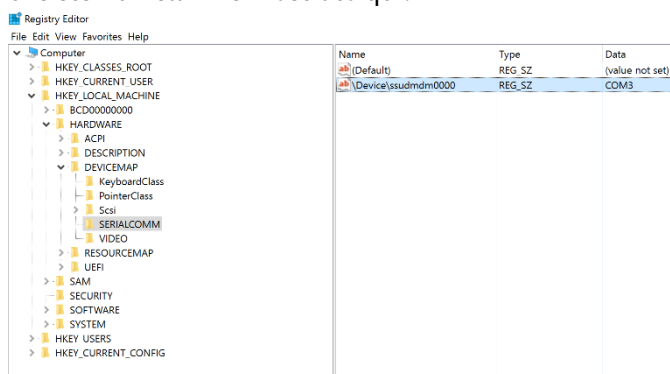 Registry Editor
File Edit View Favorites Help
Computer
HKEY_CLASSES_ROOT
HKEY_CURRENT_USER
HKEY_LOCAL_MACHINE
BCD00000000
HARDWARE
ACPI
DESCRIPTION
DEVICEMAP
KeyboardClass
PointerClass
Scsi
SERIALCOMM
VIDEO
RESOURCEMAP
UEFI
SAM
SECURITY
SOFTWARE
SYSTEM
HKEY_USERS
HKEY_CURRENT_CONFIG
Name Type Data
ab (Default) REG_SZ (value not set)
ab \Device\ssudmdm0000 REG_SZ COM3